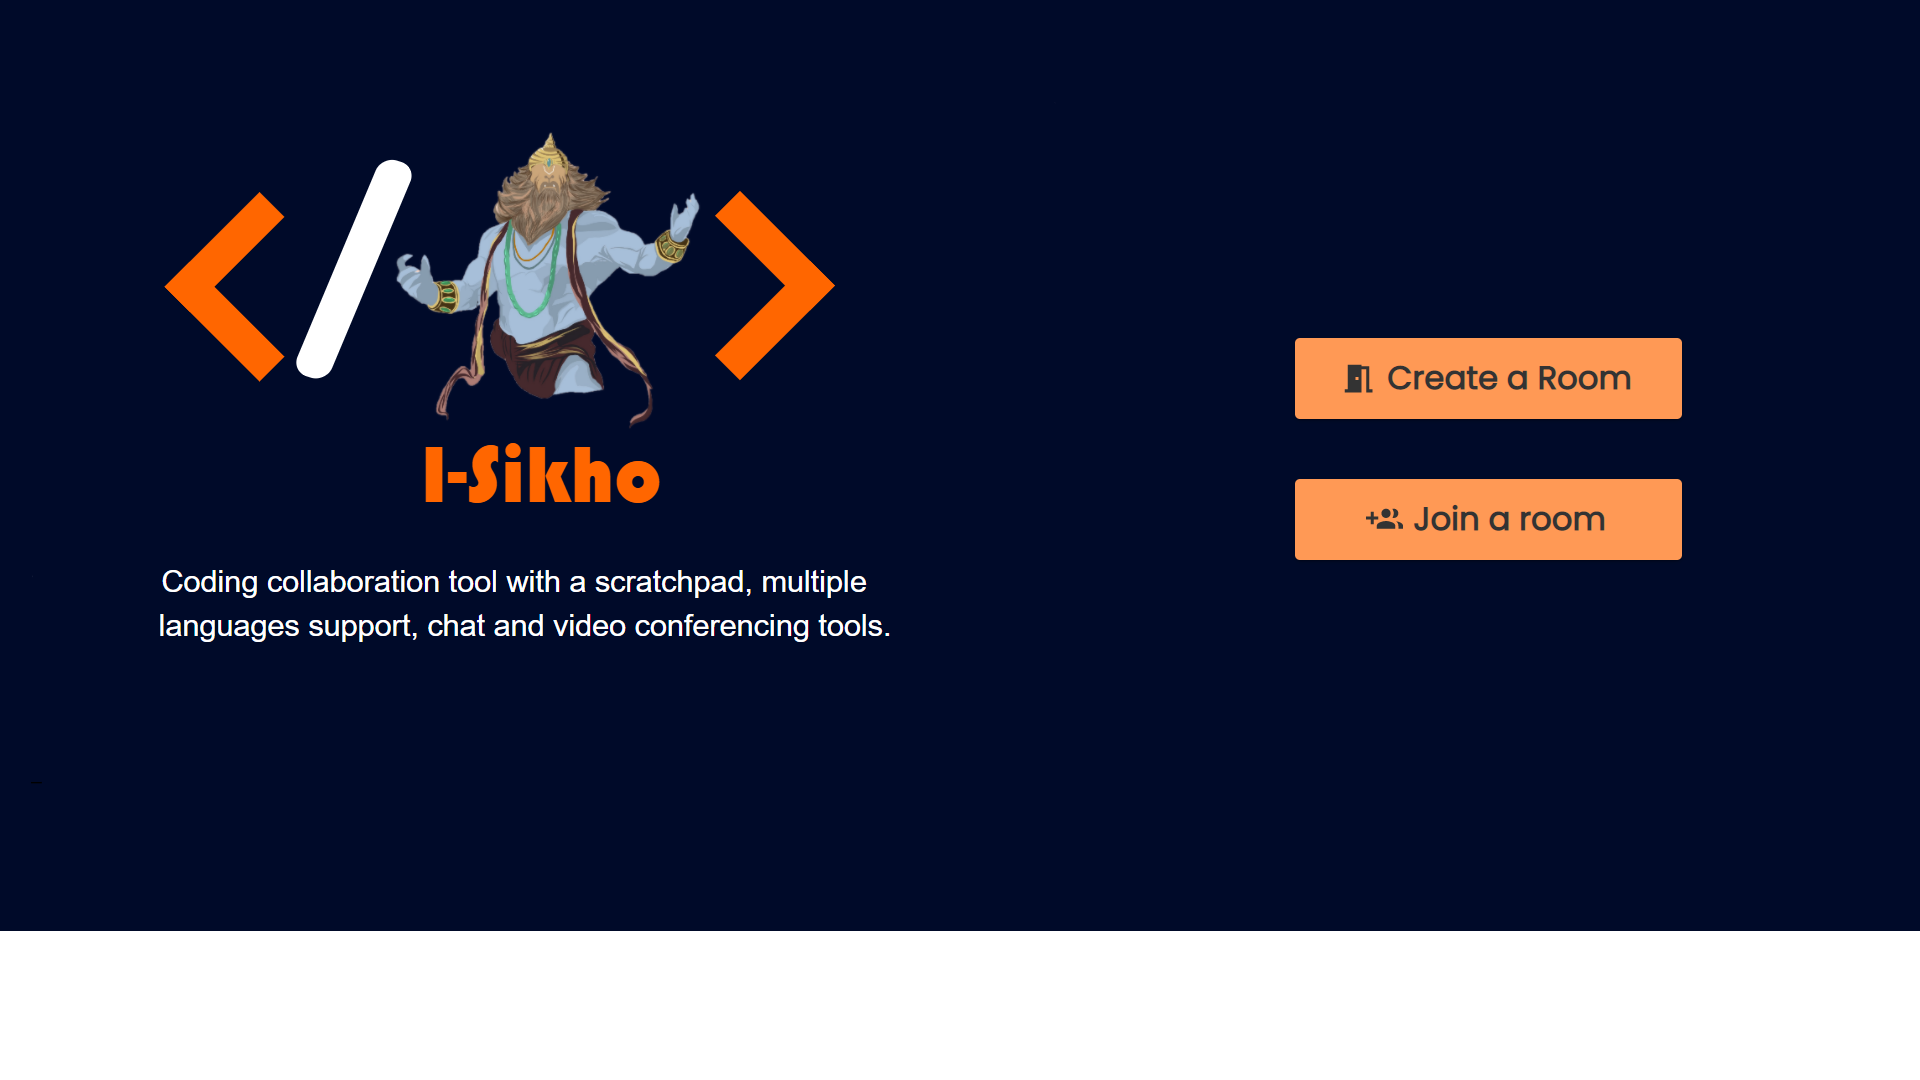 I-Sikho
Coding collaboration tool with a scratchpad, multiple
languages support, chat and video conferencing tools.
Create a Room
Join a room